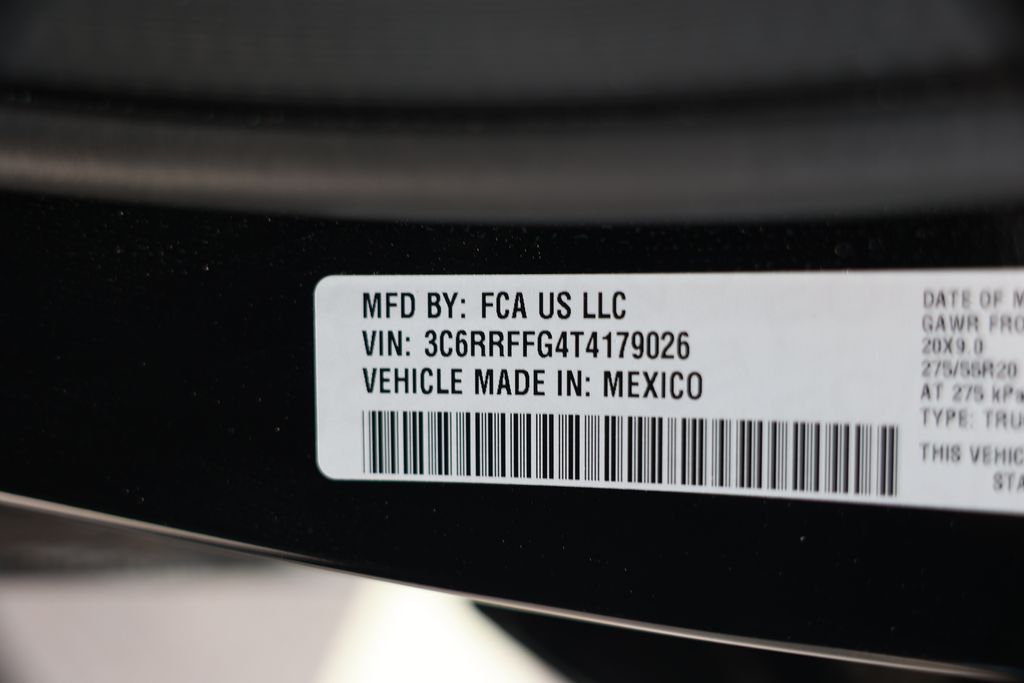 MFD BY: FCA US LLC
VIN: 3C6RRFFG4T4179026
VEHICLE MADE IN: MEXICO
DATE OF M
GAWR FRO
20X9.0
275/55R20
AT 275 kPa
TYPE: TRU
THIS VEHIC
STA